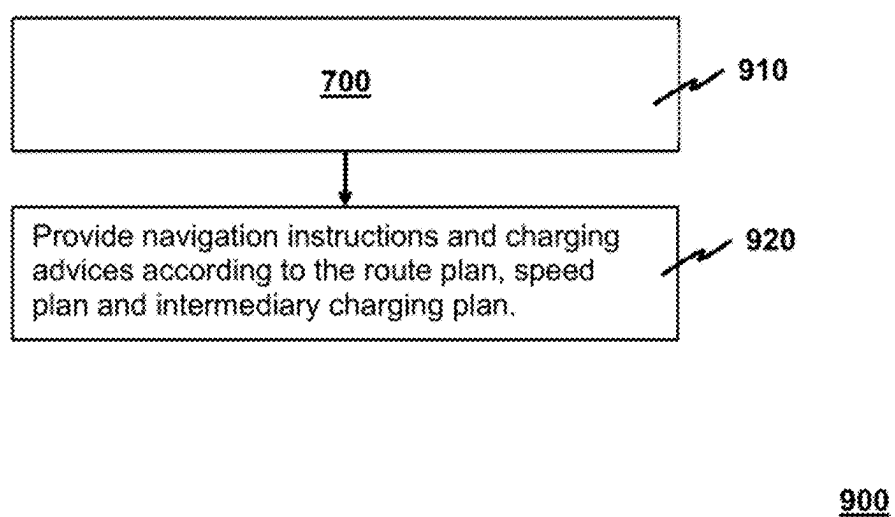 700
910
Provide navigation instructions and charging
advices according to the route plan, speed
plan and intermediary charging plan.
920
900